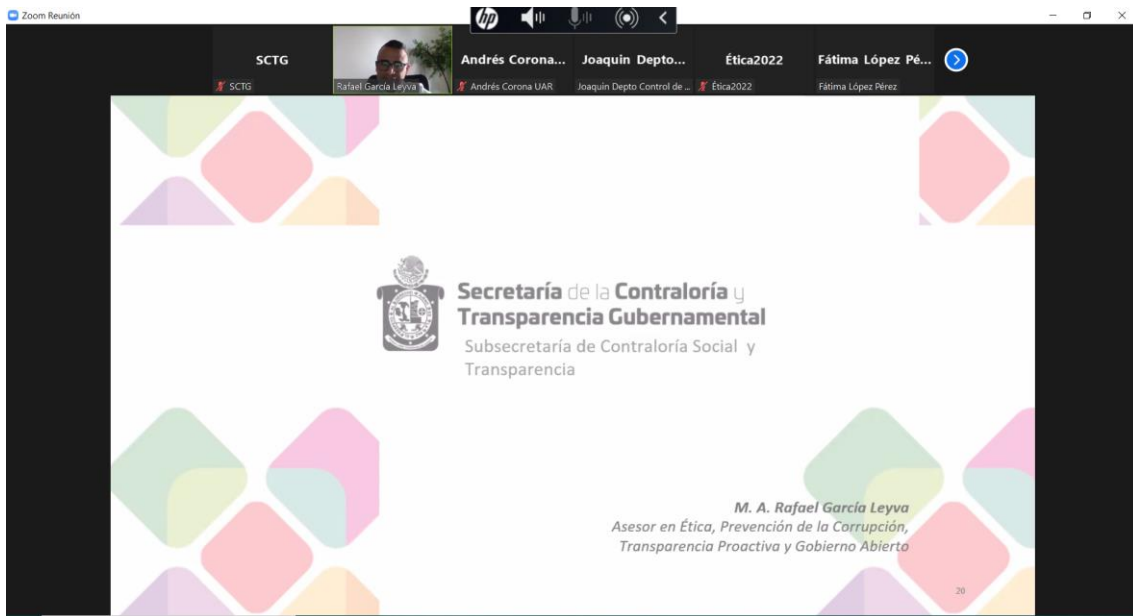 Zoom Reunión
hp
SCTG
Andrés Corona...
Joaquin Depto...
Ética2022
Fátima López Pé...
SCTG
Rafael García Leyva
Andrés Corona UAR
Joaquin Depto Control de ...
Ética2022
Fátima López Pérez
Secretaría de la Contraloría y
Transparencia Gubernamental
Subsecretaría de Contraloría Social y
Transparencia
M. A. Rafael García Leyva
Asesor en Ética, Prevención de la Corrupción,
Transparencia Proactiva y Gobierno Abierto
20